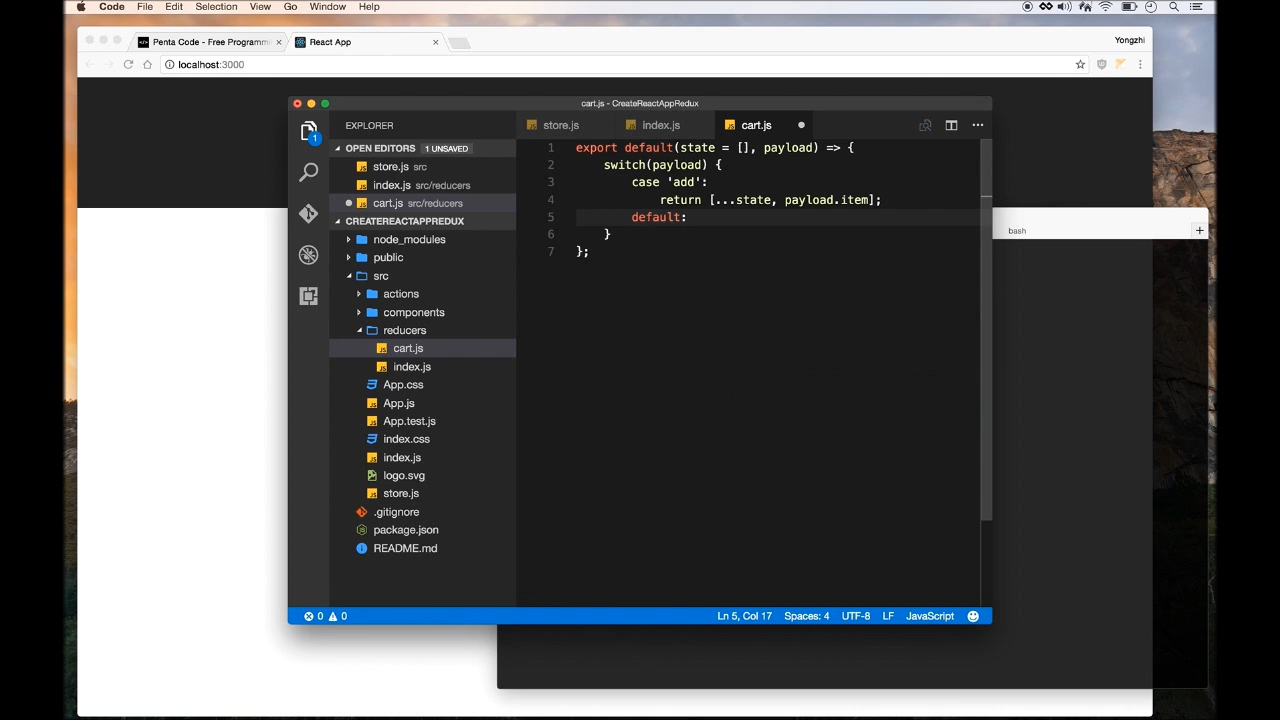 Code File Edit Selection View Go Window Help
Penta Code - Free Programmi
React App
Yongzhi
localhost:3000
cart.js - CreateReactAppRedux
EXPLORER
OPEN EDITORS 1 UNSAVED
store.js src
index.js src/reducers
cart.js src/reducers
CREATEREACTAPPREDUX
node_modules
public
src
actions
components
reducers
cart.js
index.js
App.css
App.js
App.test.js
index.css
index.js
logo.svg
store.js
.gitignore
package.json
README.md
1
store.js index.js cart.js
1 export default(state = [], payload) => {
2 switch(payload) {
3 case 'add':
4 return [...state, payload.item];
5 default:
6 }
7 };
bash
0 0
Ln 5, Col 17 Spaces: 4 UTF-8 LF JavaScript